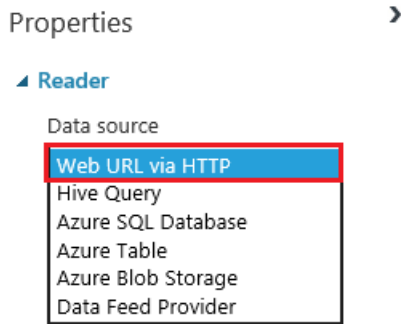 Properties
Reader
Data source
Web URL via HTTP
Hive Query
Azure SQL Database
Azure Table
Azure Blob Storage
Data Feed Provider